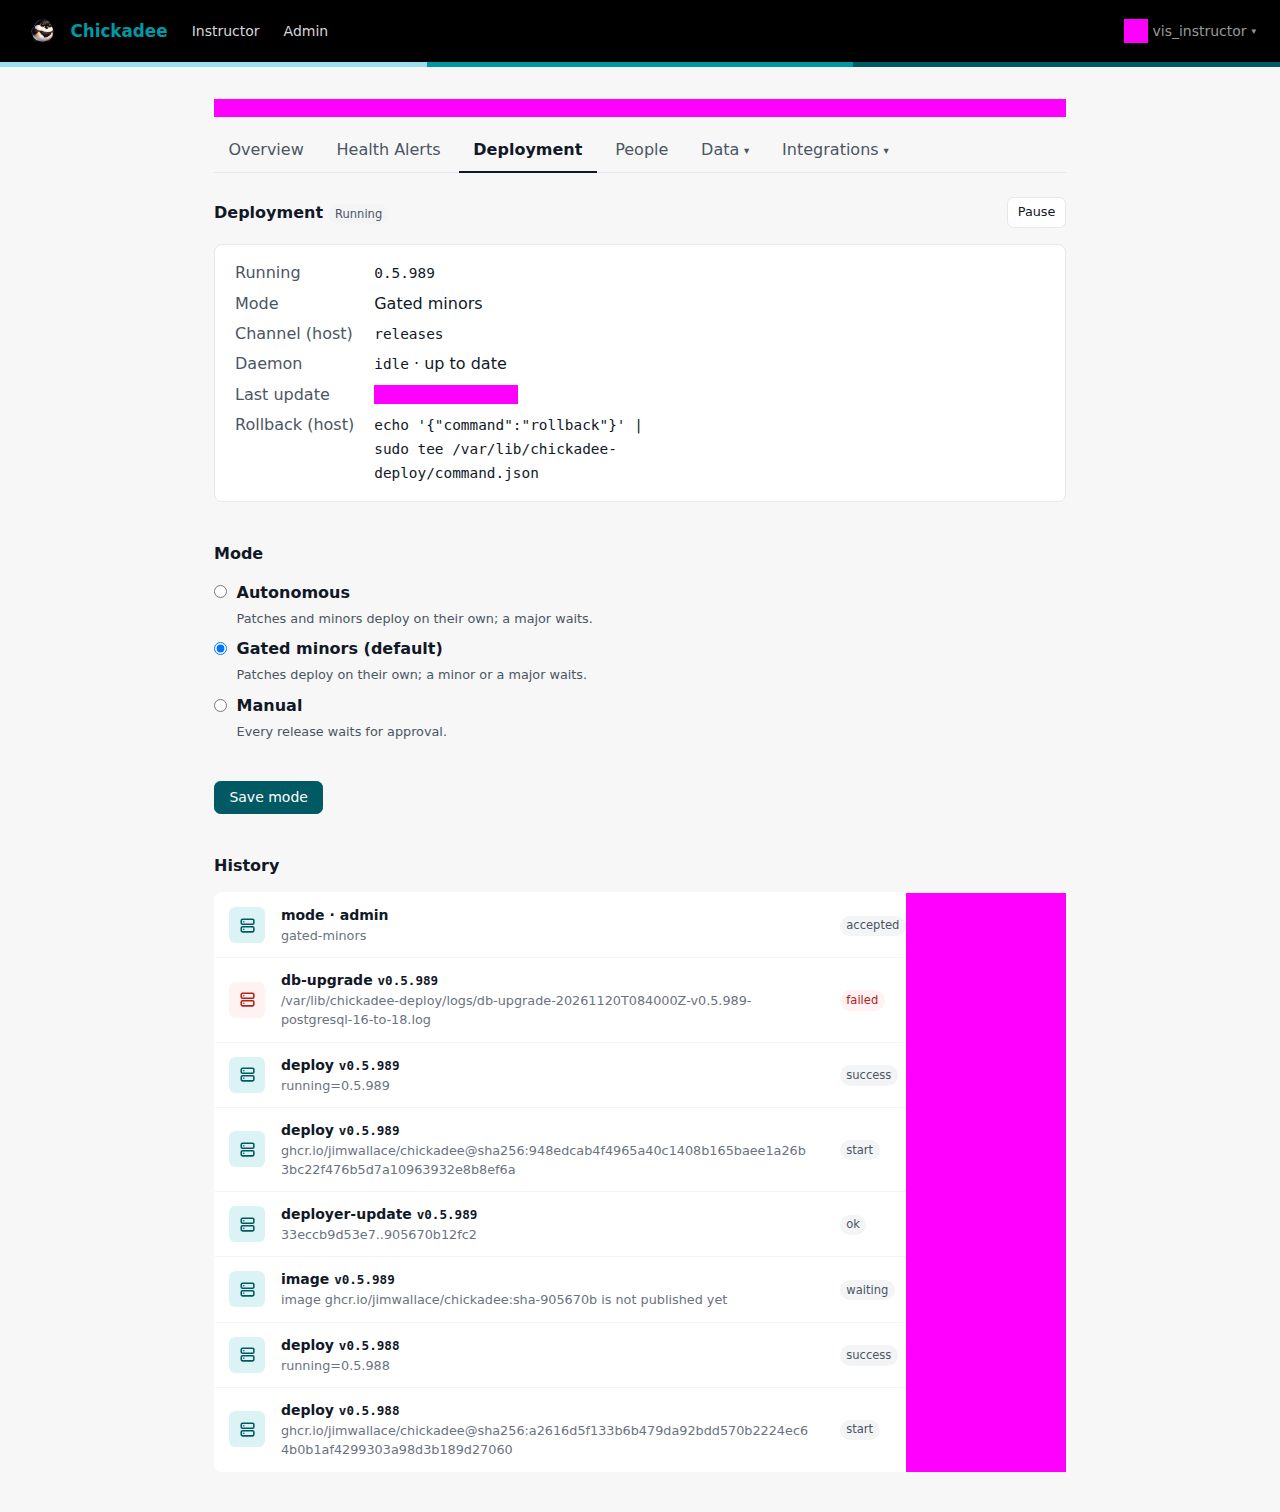 Chickadee Instructor Admin vis_instructor ▾
Overview Health Alerts Deployment People Data ▾ Integrations ▾
Deployment Running Pause
Running 0.5.989
Mode Gated minors
Channel (host) releases
Daemon idle · up to date
Last update
Rollback (host) echo '{"command":"rollback"}' |
sudo tee /var/lib/chickadee-
deploy/command.json
Mode
Autonomous
Patches and minors deploy on their own; a major waits.
Gated minors (default)
Patches deploy on their own; a minor or a major waits.
Manual
Every release waits for approval.
Save mode
History
mode · admin
gated-minors
accepted
db-upgrade v0.5.989
/var/lib/chickadee-deploy/logs/db-upgrade-20261120T084000Z-v0.5.989-
postgresql-16-to-18.log
failed
deploy v0.5.989
running=0.5.989
success
deploy v0.5.989
ghcr.io/jimwallace/chickadee@sha256:948edcab4f4965a40c1408b165baee1a26b
3bc22f476b5d7a10963932e8b8ef6a
start
deployer-update v0.5.989
33eccb9d53e7..905670b12fc2
ok
image v0.5.989
image ghcr.io/jimwallace/chickadee:sha-905670b is not published yet
waiting
deploy v0.5.988
running=0.5.988
success
deploy v0.5.988
ghcr.io/jimwallace/chickadee@sha256:a2616d5f133b6b479da92bdd570b2224ec6
4b0b1af4299303a98d3b189d27060
start